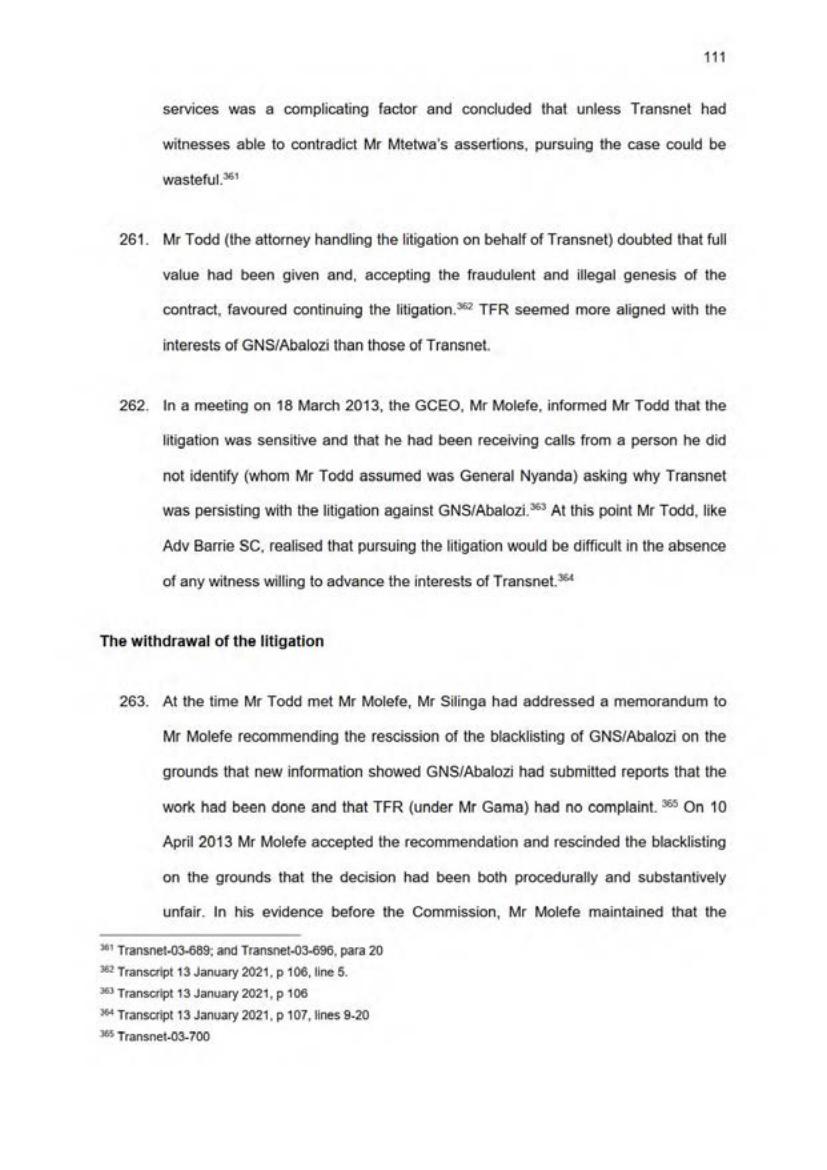 111
services was a complicating factor and concluded that unless Transnet had
witnesses able to contradict Mr Mtetwa's assertions, pursuing the case could be
wasteful.361
261. Mr Todd (the attorney handling the litigation on behalf of Transnet) doubted that full
value had been given and, accepting the fraudulent and illegal genesis of the
contract, favoured continuing the litigation.362 TFR seemed more aligned with the
interests of GNS/Abalozi than those of Transnet.
262. In a meeting on 18 March 2013, the GCEO, Mr Molefe, informed Mr Todd that the
litigation was sensitive and that he had been receiving calls from a person he did
not identify (whom Mr Todd assumed was General Nyanda) asking why Transnet
was persisting with the litigation against GNS/Abalozi.363 At this point Mr Todd, like
Adv Barrie SC, realised that pursuing the litigation would be difficult in the absence
of any witness willing to advance the interests of Transnet.364
The withdrawal of the litigation
263. At the time Mr Todd met Mr Molefe, Mr Silinga had addressed a memorandum to
Mr Molefe recommending the rescission of the blacklisting of GNS/Abalozi on the
grounds that new information showed GNS/Abalozi had submitted reports that the
work had been done and that TFR (under Mr Gama) had no complaint. 365 On 10
April 2013 Mr Molefe accepted the recommendation and rescinded the blacklisting
on the grounds that the decision had been both procedurally and substantively
unfair. In his evidence before the Commission, Mr Molefe maintained that the
361 Transnet-03-689; and Transnet-03-696, para 20
362 Transcript 13 January 2021, p 106, line 5.
363 Transcript 13 January 2021, p 106
364 Transcript 13 January 2021, p 107, lines 9-20
365 Transnet-03-700